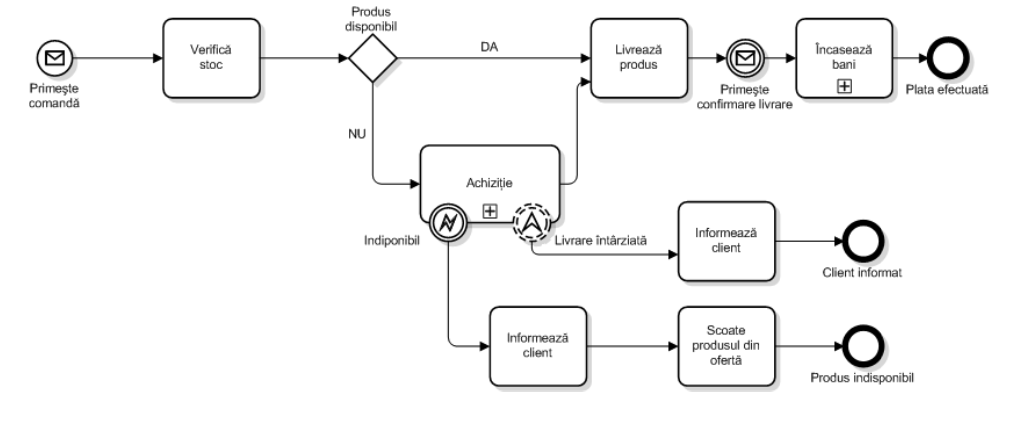 Produs
disponibil
Primește
comandă
Verifică
stoc
DA
Livrează
produs
Primește
confirmare livrare
Încasează
bani
Plata efectuată
NU
Achiziție
Indiponibil
Livrare întârziată
Informează
client
Client informat
Informează
client
Scoate
produsul din
ofertă
Produs indisponibil